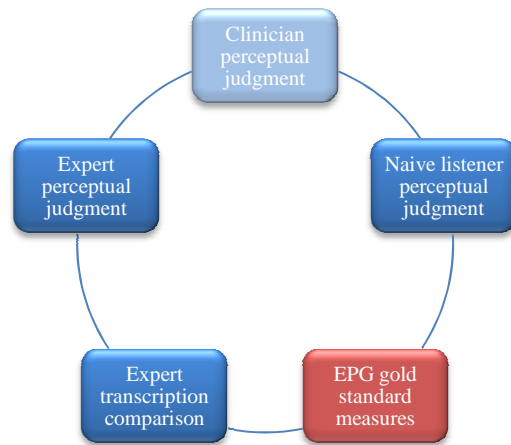 Clinician
perceptual
judgment
Expert
perceptual
judgment
Naive listener
perceptual
judgment
Expert
transcription
comparison
EPG gold
standard
measures